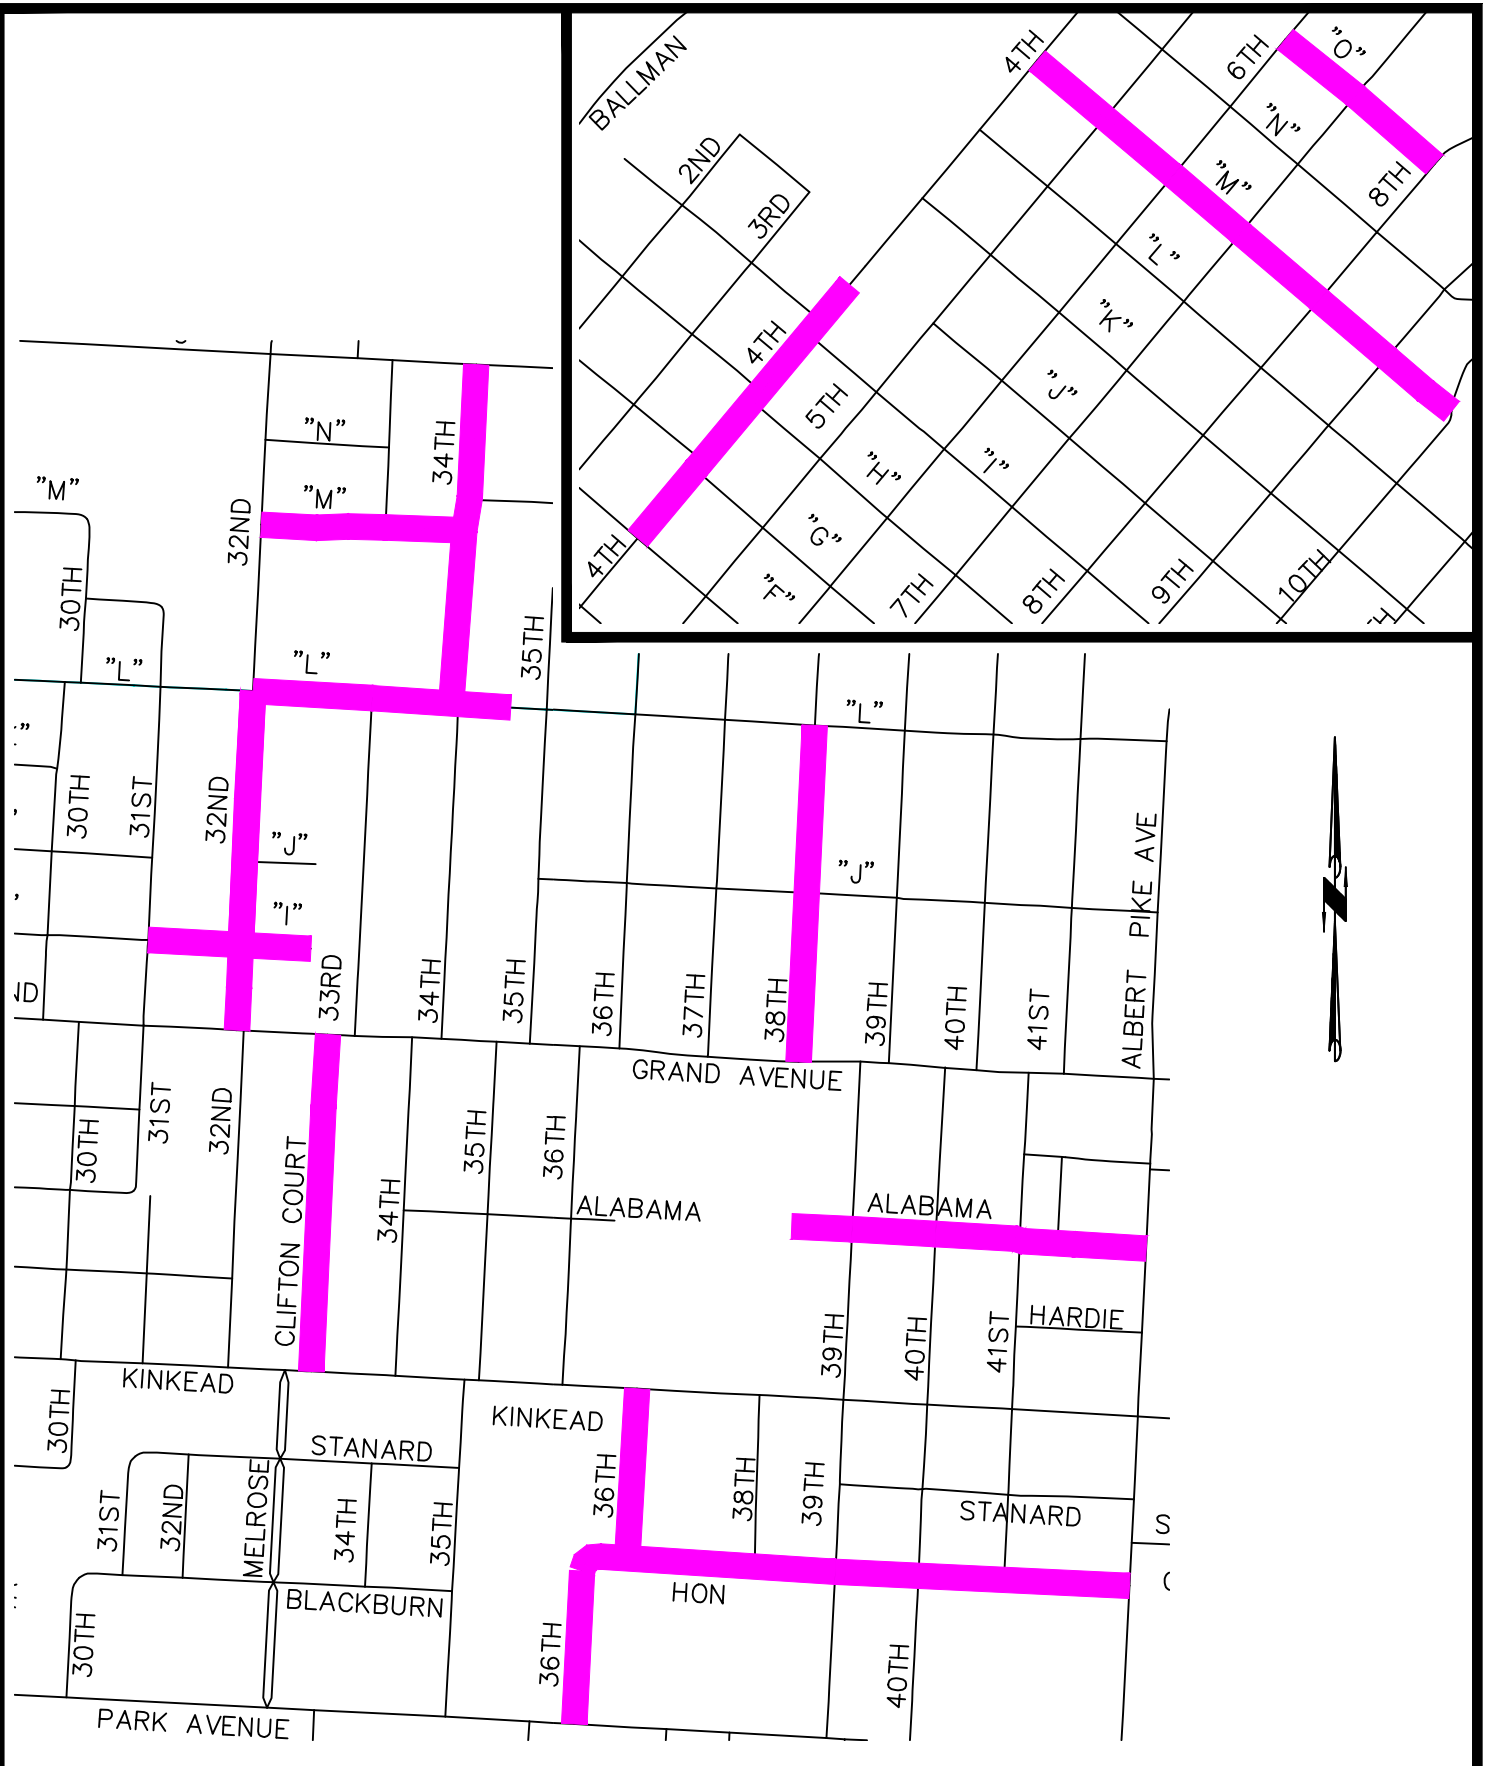 BALLMAN
2ND
3RD
4TH
6TH
"O"
"N"
8TH
"M"
"L"
"K"
4TH
"J"
5TH
"I"
"H"
"G"
4TH
"F"
7TH
8TH
9TH
10TH
"N"
34TH
"M"
"M"
32ND
30TH
35TH
"L"
"L"
"L"
30TH
31ST
32ND
"J"
"J"
"I"
PIKE AVE
ALBERT
33RD
34TH
35TH
36TH
37TH
38TH
39TH
40TH
41ST
GRAND AVENUE
30TH
31ST
32ND
CLIFTON COURT
34TH
35TH
36TH
ALABAMA
ALABAMA
HARDIE
39TH
40TH
41ST
KINKEAD
KINKEAD
30TH
STANARD
31ST
32ND
MELROSE
34TH
35TH
36TH
38TH
39TH
STANARD
S
BLACKBURN
HON
30TH
36TH
40TH
PARK AVENUE